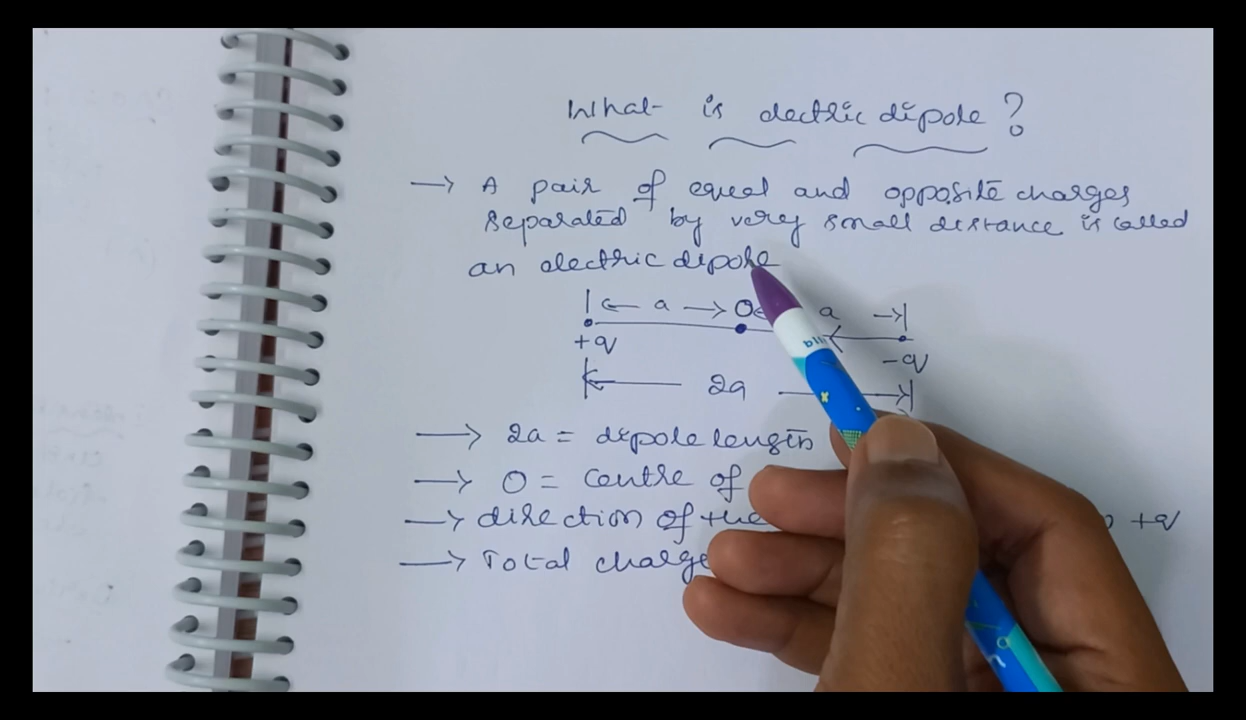 What is electric dipole ?
→ A pair of equal and opposite charges
separated by very small distance is called
an electric dipole
a O a
+q -q
2a
→ 2a = dipole length
→ O = centre of
→ direction of the +q
→ Total charge